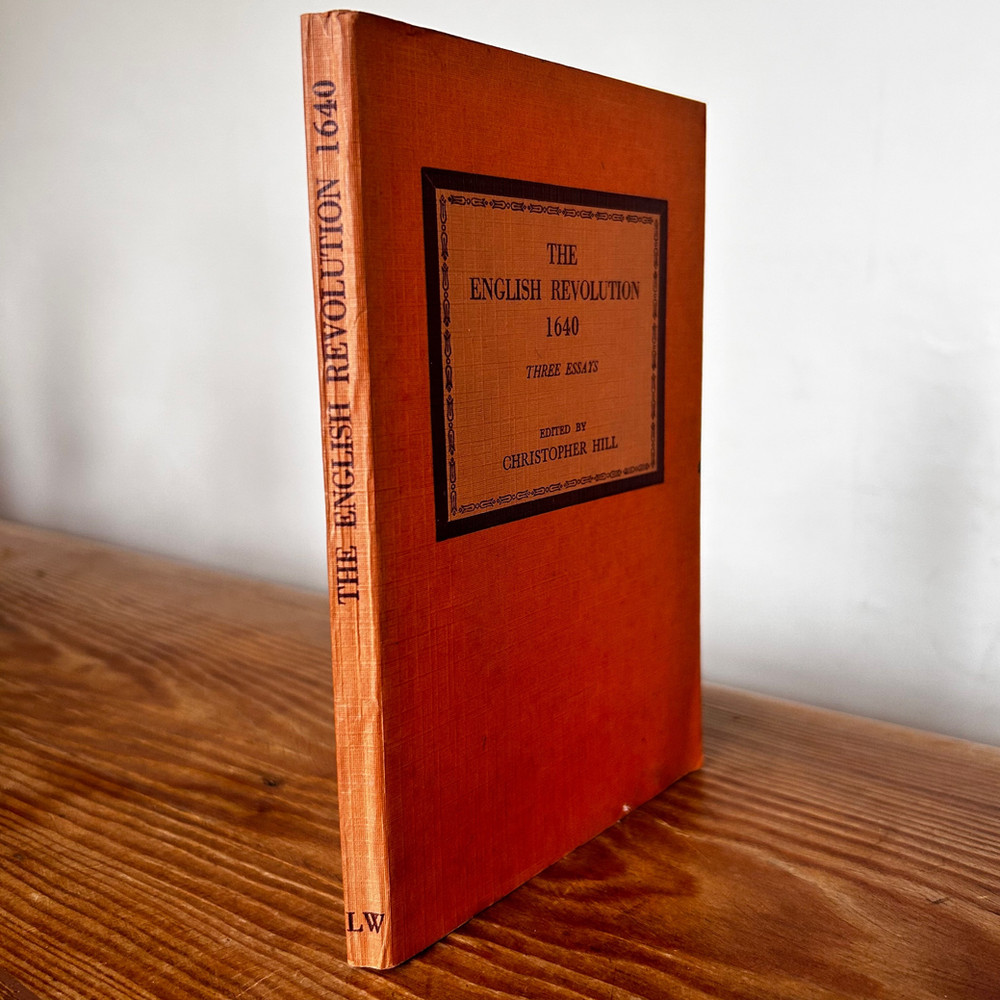 THE ENGLISH REVOLUTION 1640
LW
THE
ENGLISH REVOLUTION
1640
THREE ESSAYS
EDITED BY
CHRISTOPHER HILL